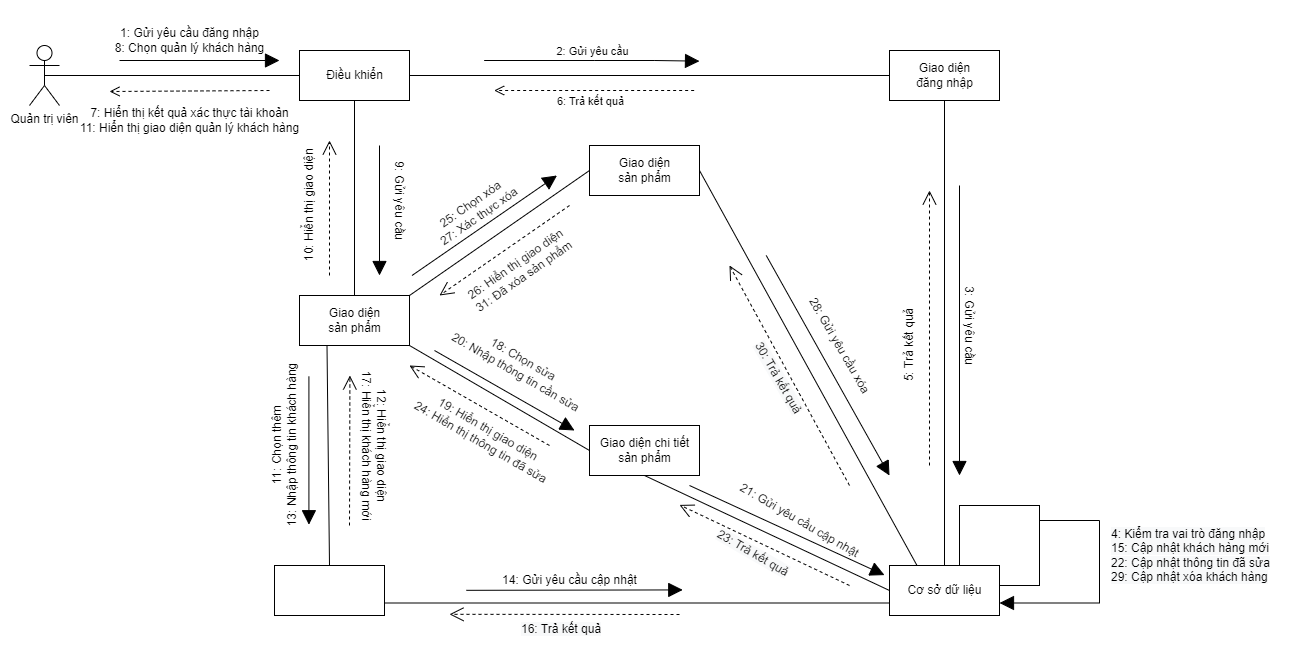 1: Gửi yêu cầu đăng nhập
8: Chọn quản lý khách hàng
2: Gửi yêu cầu
Điều khiển
Giao diện
đăng nhập
6: Trả kết quả
Quản trị viên
7: Hiển thị kết quả xác thực tài khoản
11: Hiển thị giao diện quản lý khách hàng
10: Hiển thị giao diện
9: Gửi yêu cầu
Giao diện
sản phẩm
25: Chọn xóa
27: Xác thực xóa
26: Hiển thị giao diện
31: Đã xóa sản phẩm
28: Gửi yêu cầu xóa
30: Trả kết quả
5: Trả kết quả
3: Gửi yêu cầu
Giao diện
sản phẩm
18: Chọn sửa
20: Nhập thông tin cần sửa
19: Hiển thị giao diện
24: Hiển thị thông tin đã sửa
11: Chọn thêm
13: Nhập thông tin khách hàng
12: Hiển thị giao diện
17: Hiển thị khách hàng mới
Giao diện chi tiết
sản phẩm
21: Gửi yêu cầu cập nhật
23: Trả kết quả
4: Kiểm tra vai trò đăng nhập
15: Cập nhật khách hàng mới
22: Cập nhật thông tin đã sửa
29: Cập nhật xóa khách hàng
14: Gửi yêu cầu cập nhật
Cơ sở dữ liệu
16: Trả kết quả